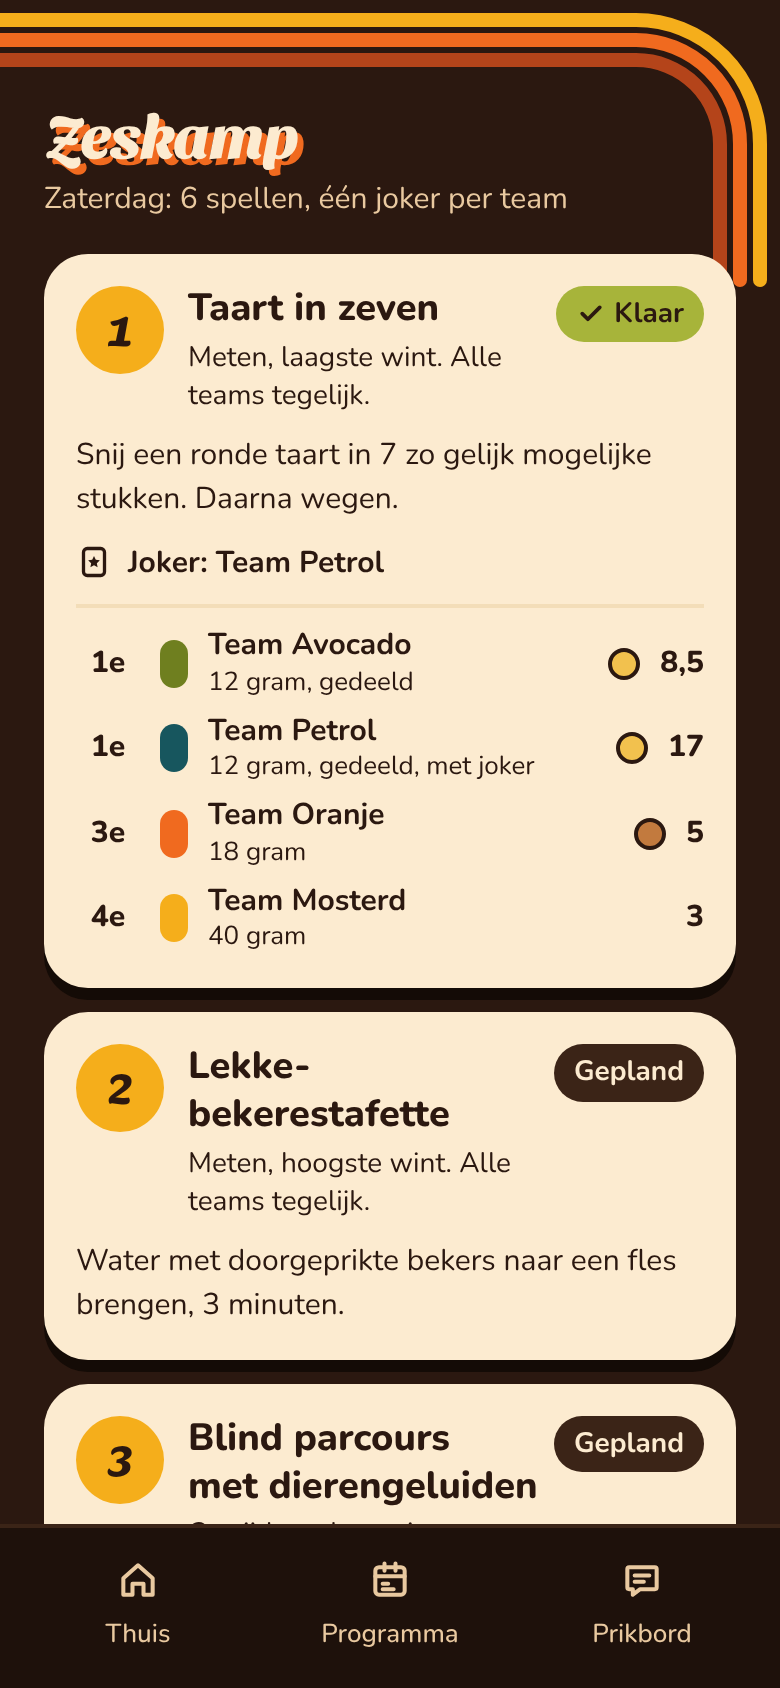 Zeskamp
Zaterdag: 6 spellen, één joker per team
1
Taart in zeven
Klaar
Meten, laagste wint. Alle
teams tegelijk.
Snij een ronde taart in 7 zo gelijk mogelijke
stukken. Daarna wegen.
Joker: Team Petrol
1e
Team Avocado
12 gram, gedeeld
8,5
1e
Team Petrol
12 gram, gedeeld, met joker
17
3e
Team Oranje
18 gram
5
4e
Team Mosterd
40 gram
3
2
Lekke-
bekerestafette
Gepland
Meten, hoogste wint. Alle
teams tegelijk.
Water met doorgeprikte bekers naar een fles
brengen, 3 minuten.
3
Blind parcours
met dierengeluiden
Gepland
Thuis
Programma
Prikbord